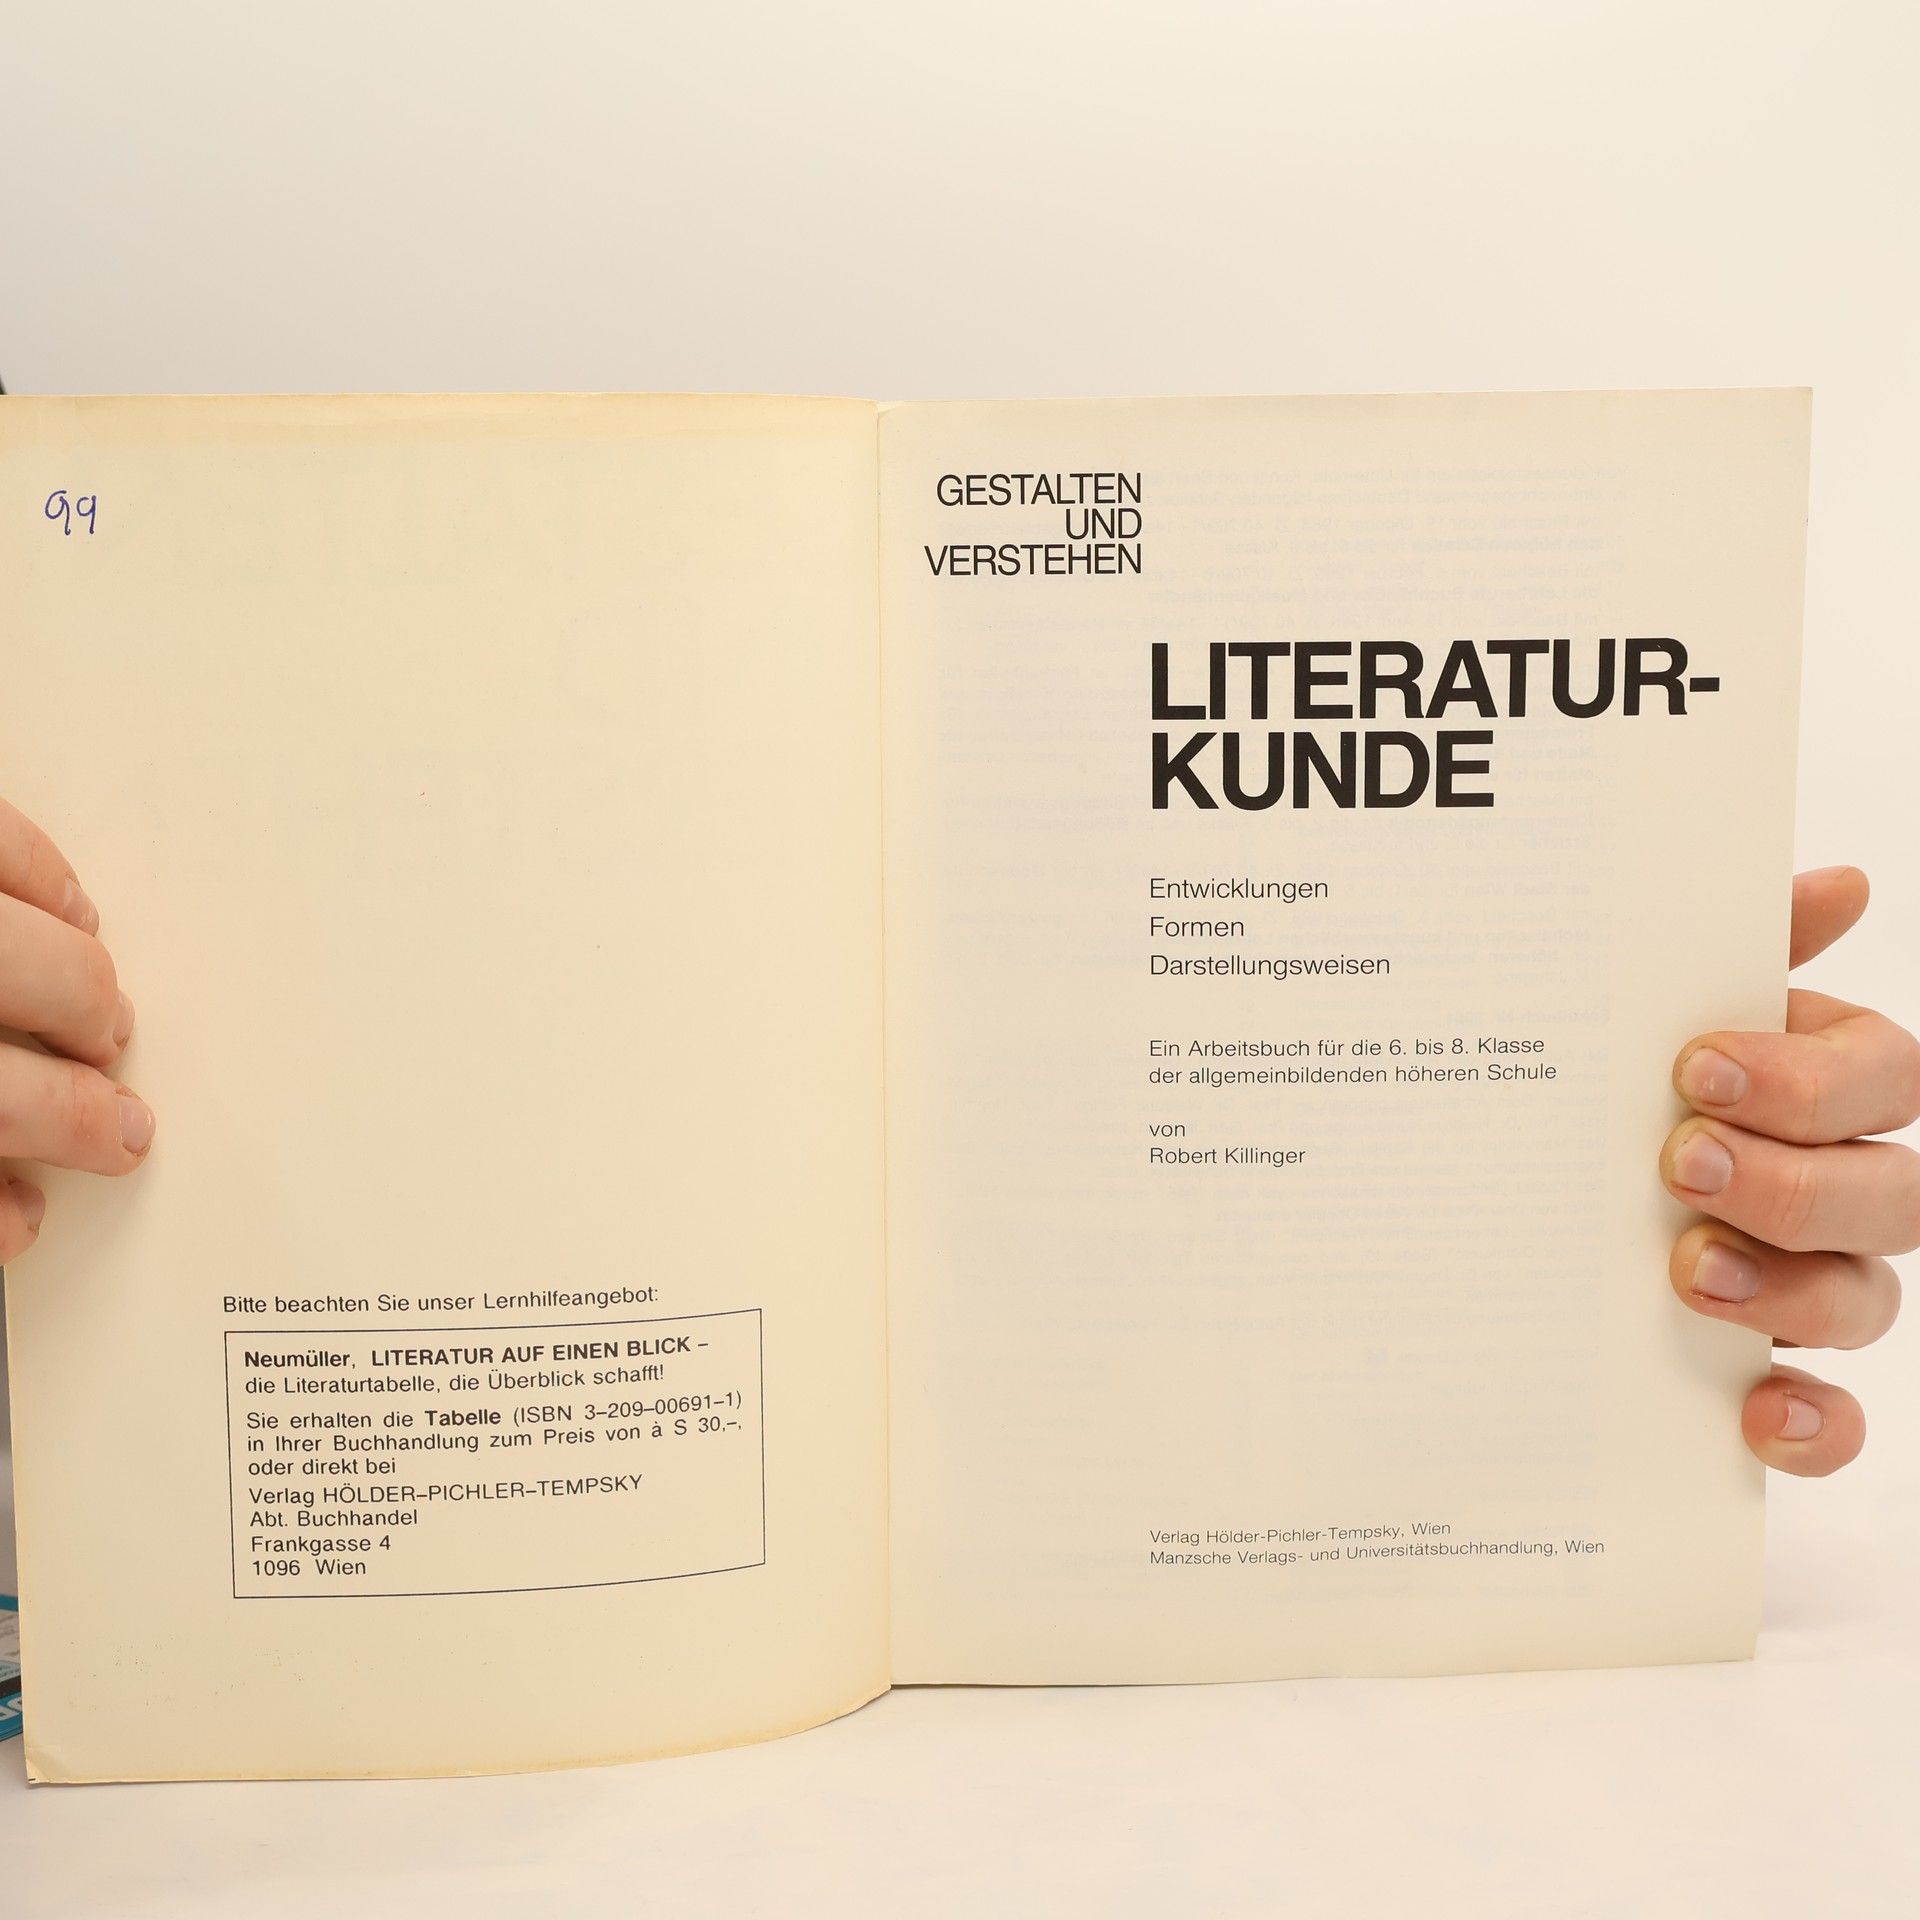 99
Bitte beachten Sie unser Lernhilfeangebot:
Neumüller, LITERATUR AUF EINEN BLICK –
die Literaturtabelle, die Überblick schafft!
Sie erhalten die Tabelle (ISBN 3–209–00691–1)
in Ihrer Buchhandlung zum Preis von à S 30,–,
oder direkt bei
Verlag HÖLDER–PICHLER–TEMPSKY
Abt. Buchhandel
Frankgasse 4
1096 Wien
GESTALTEN
UND
VERSTEHEN
LITERATUR-
KUNDE
Entwicklungen
Formen
Darstellungsweisen
Ein Arbeitsbuch für die 6. bis 8. Klasse
der allgemeinbildenden höheren Schule
von
Robert Killinger
Verlag Hölder-Pichler-Tempsky, Wien
Manzsche Verlags- und Universitätsbuchhandlung, Wien